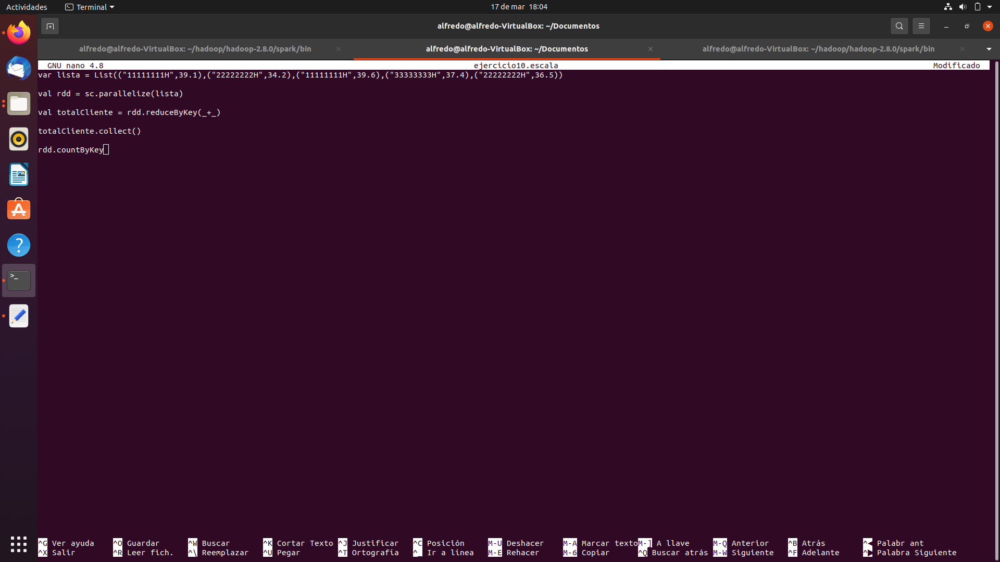 Actividades Terminal 17 de mar 18:04
alfredo@alfredo-VirtualBox: ~/Documentos
alfredo@alfredo-VirtualBox: ~/hadoop/hadoop-2.8.0/spark/bin alfredo@alfredo-VirtualBox: ~/Documentos alfredo@alfredo-VirtualBox: ~/hadoop/hadoop-2.8.0/spark/bin
GNU nano 4.8 ejercicio10.escala Modificado
var lista = List(("11111111H",39.1),("22222222H",34.2),("11111111H",39.6),("33333333H",37.4),("22222222H",36.5))
val rdd = sc.parallelize(lista)
val totalCliente = rdd.reduceByKey(_+_)
totalCliente.collect()
rdd.countByKey
^G Ver ayuda ^O Guardar ^W Buscar ^K Cortar Texto ^J Justificar ^C Posición M-U Deshacer M-A Marcar texto M-] A llave M-Q Anterior ^B Atrás ^◀ Palabr ant
^X Salir ^R Leer fich. ^\ Reemplazar ^U Pegar ^T Ortografía ^_ Ir a línea M-E Rehacer M-6 Copiar ^Q Buscar atrás M-W Siguiente ^F Adelante ^▶ Palabra Siguiente